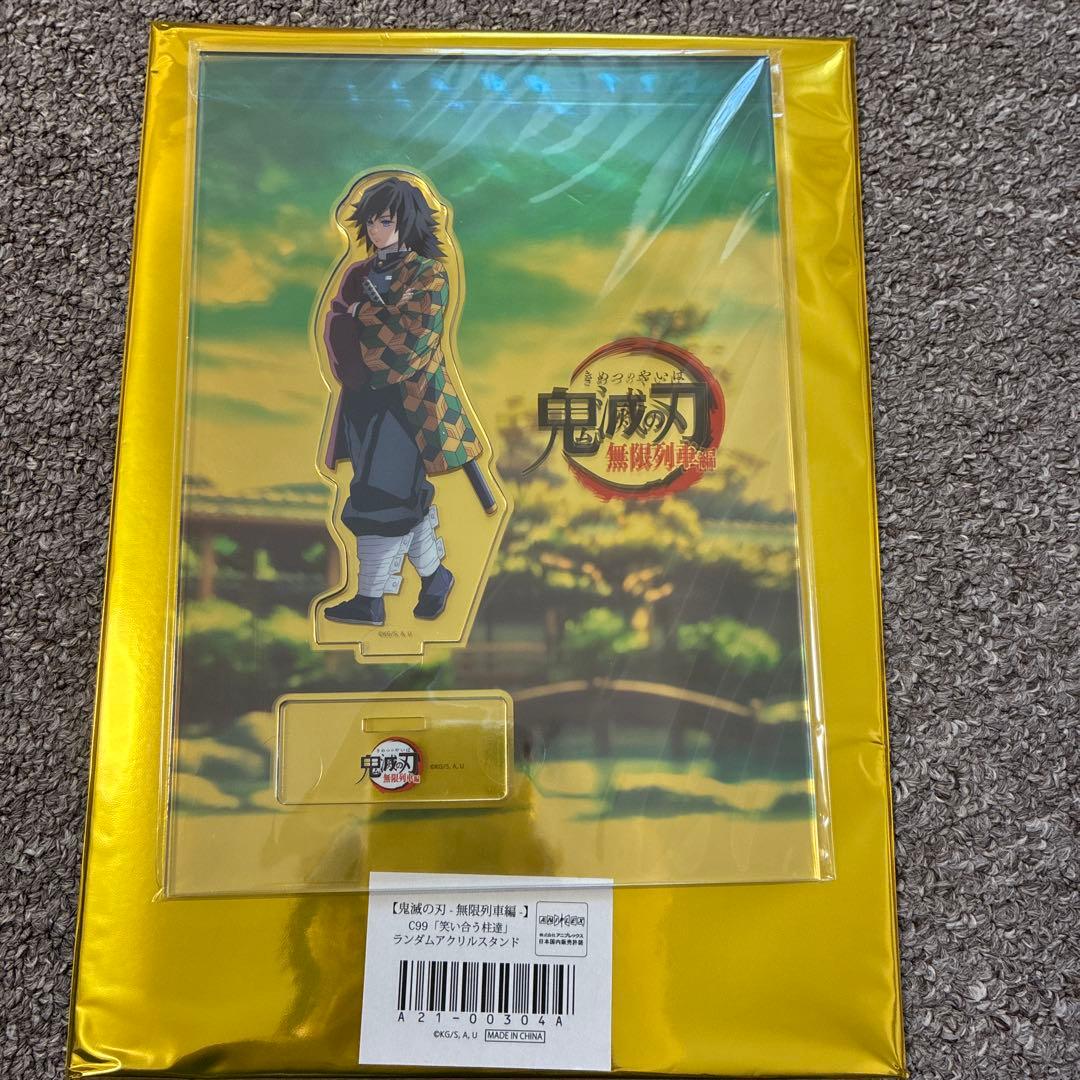 きめつのやいば
鬼滅の刃
無限列車編
©KG/S, A, U
きめつのやいば
鬼滅の刃
無限列車編
©KG/S, A, U
【鬼滅の刃 - 無限列車編 -】
C99「笑い合う柱達」
ランダムアクリルスタンド
ANIPLEX
株式会社アニプレックス
日本国内販売許諾
A21-00304A
©KG/S, A, U MADE IN CHINA